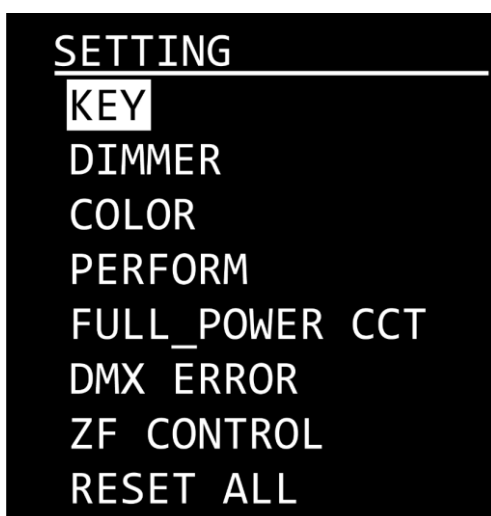 SETTING
KEY
DIMMER
COLOR
PERFORM
FULL_POWER CCT
DMX ERROR
ZF CONTROL
RESET ALL